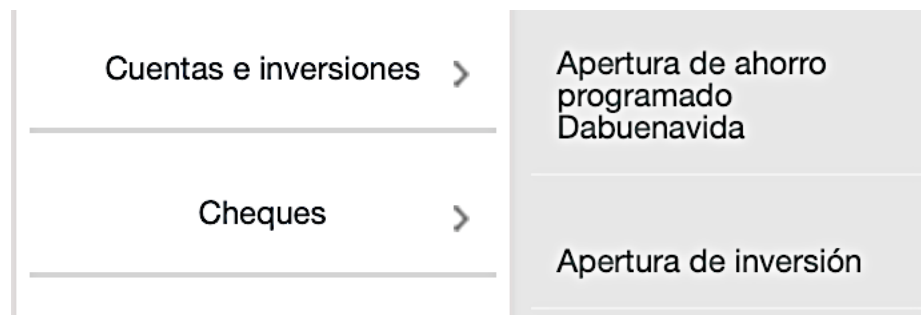 Cuentas e inversiones
Cheques
Apertura de ahorro
programado
Dabuenavida
Apertura de inversión